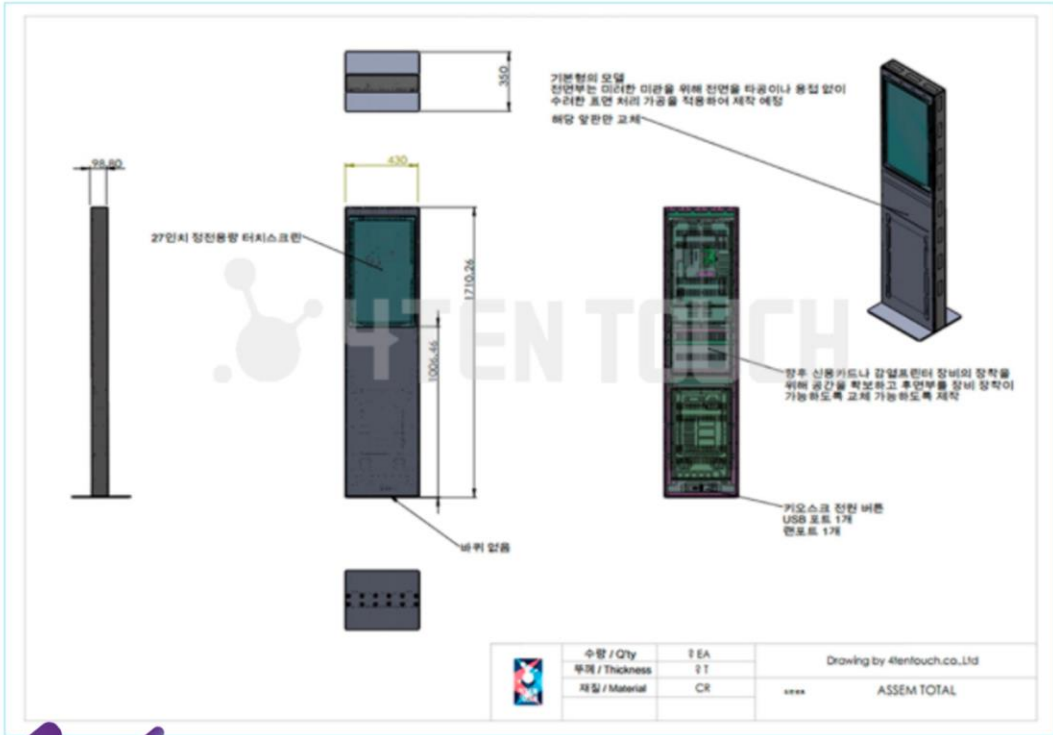 350
기본형의 모델
전면부는 미려한 미관을 위해 전면을 타공이나 용접 없이
수려한 표면 처리 가공을 적용하여 제작 예정
해당 앞판만 교체
98.80
430
27인치 정전용량 터치스크린
1710.26
1006.46
4TEN TOUCH
향후 신용카드나 감열프린터 장비의 장착을
위해 공간을 확보하고 후면부를 장비 장착이
가능하도록 교체 가능하도록 제작
키오스크 전원 버튼
USB 포트 1개
랜포트 1개
바퀴 없음
수량 / Q'ty
EA
Drawing by 4tentouch.co.,Ltd
두께 / Thickness
T
재질 / Material
CR
ASSEM TOTAL